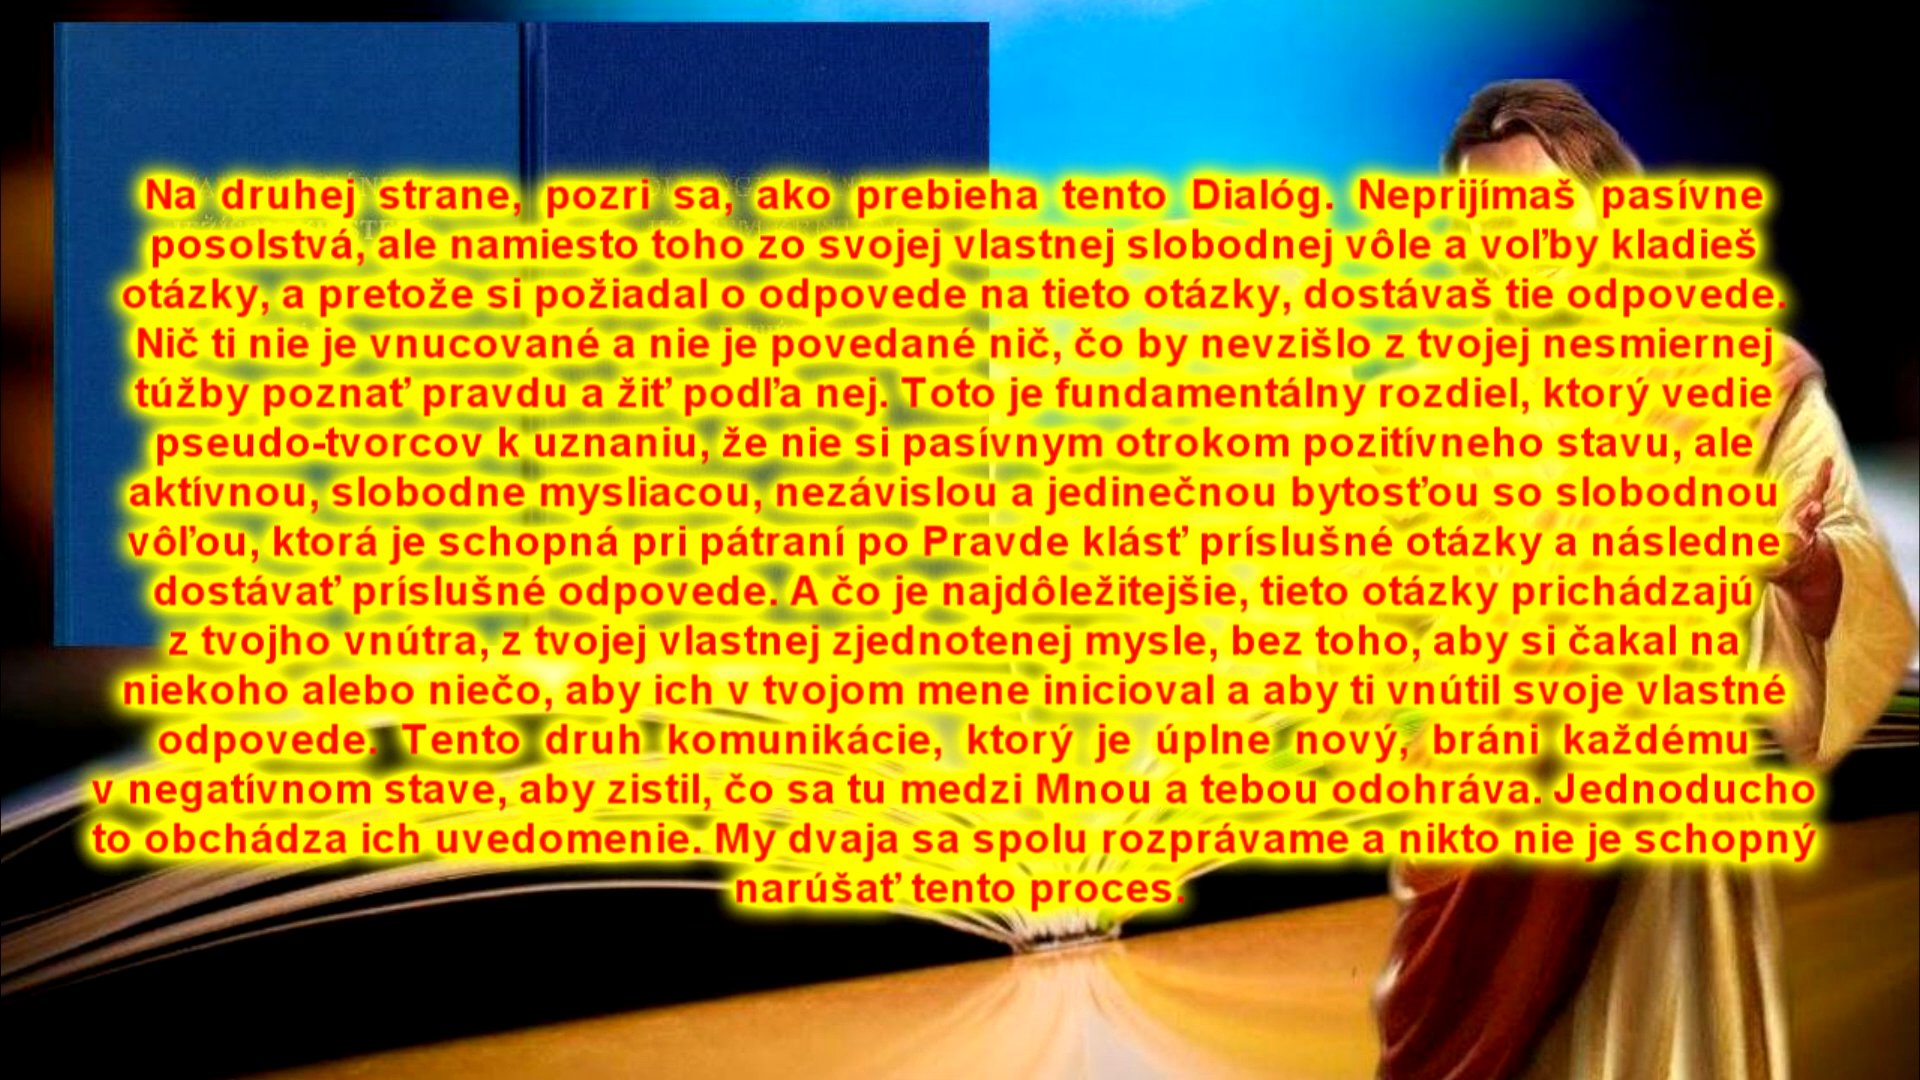 Na druhej strane, pozri sa, ako prebieha tento Dialóg. Neprijímaš pasívne
posolstvá, ale namiesto toho zo svojej vlastnej slobodnej vôle a voľby kladieš
otázky, a pretože si požiadal o odpovede na tieto otázky, dostávaš tie odpovede.
Nič ti nie je vnucované a nie je povedané nič, čo by nevzišlo z tvojej nesmiernej
túžby poznať pravdu a žiť podľa nej. Toto je fundamentálny rozdiel, ktorý vedie
pseudo-tvorcov k uznaniu, že nie si pasívnym otrokom pozitívneho stavu, ale
aktívnou, slobodne mysliacou, nezávislou a jedinečnou bytosťou so slobodnou
vôľou, ktorá je schopná pri pátraní po Pravde klásť príslušné otázky a následne
dostávať príslušné odpovede. A čo je najdôležitejšie, tieto otázky prichádzajú
z tvojho vnútra, z tvojej vlastnej zjednotenej mysle, bez toho, aby si čakal na
niekoho alebo niečo, aby ich v tvojom mene inicioval a aby ti vnútil svoje vlastné
odpovede. Tento druh komunikácie, ktorý je úplne nový, bráni každému
v negatívnom stave, aby zistil, čo sa tu medzi Mnou a tebou odohráva. Jednoducho
to obchádza ich uvedomenie. My dvaja sa spolu rozprávame a nikto nie je schopný
narúšať tento proces.